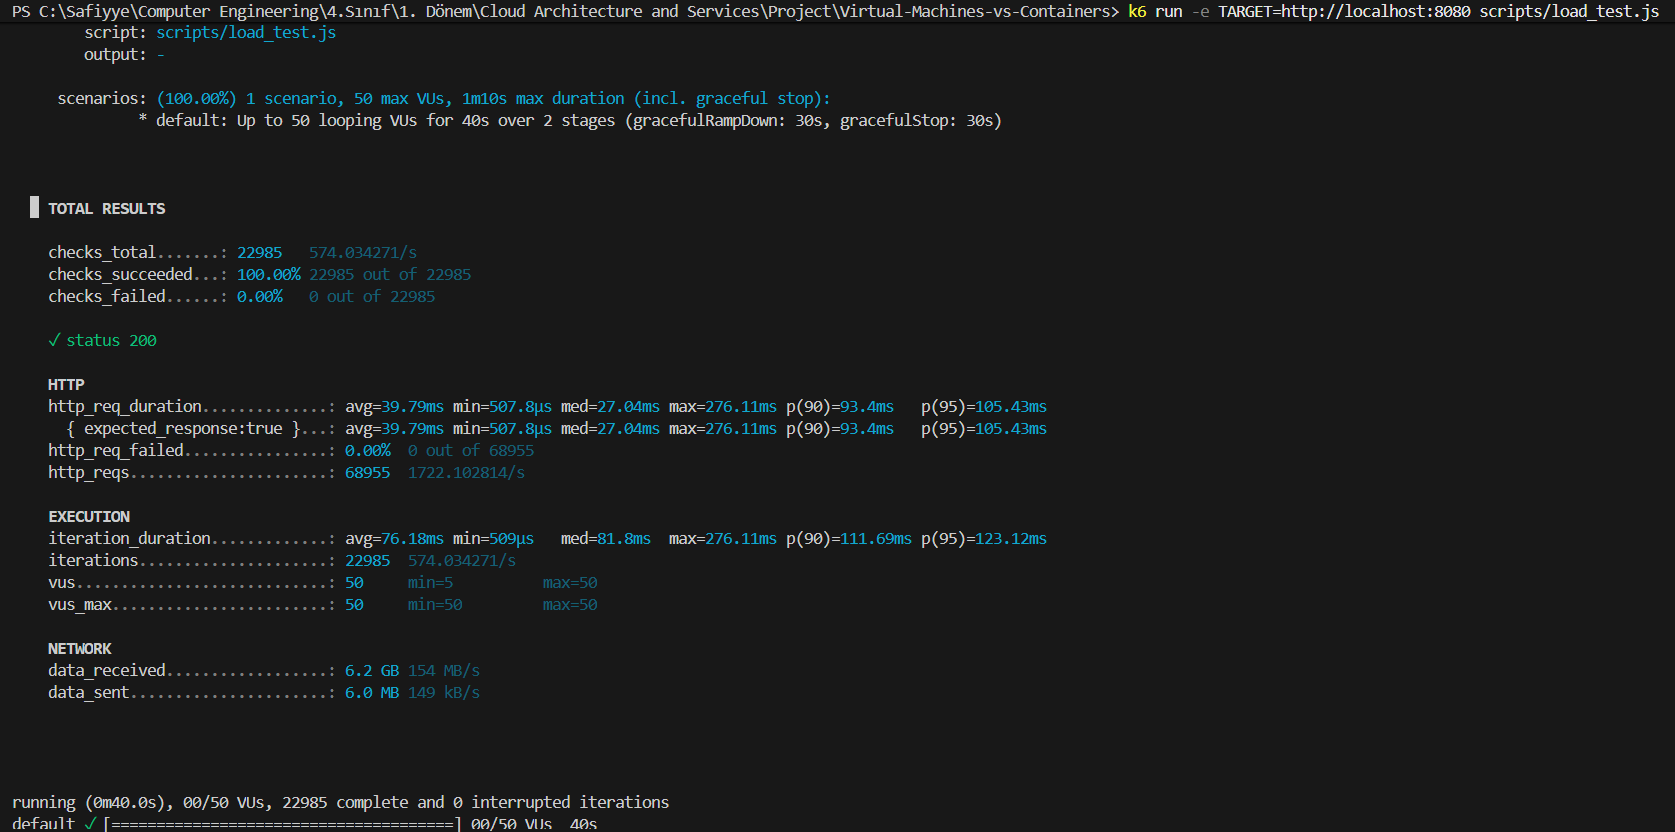 PS C:\Safiyye\Computer Engineering\4.Sınıf\1. Dönem\Cloud Architecture and Services\Project\Virtual-Machines-vs-Containers> k6 run -e TARGET=http://localhost:8080 scripts/load_test.js
script: scripts/load_test.js
output: -
scenarios: (100.00%) 1 scenario, 50 max VUs, 1m10s max duration (incl. graceful stop):
* default: Up to 50 looping VUs for 40s over 2 stages (gracefulRampDown: 30s, gracefulStop: 30s)
█ TOTAL RESULTS
checks_total.......: 22985 574.034271/s
checks_succeeded...: 100.00% 22985 out of 22985
checks_failed......: 0.00% 0 out of 22985
✓ status 200
HTTP
http_req_duration..............: avg=39.79ms min=507.8µs med=27.04ms max=276.11ms p(90)=93.4ms p(95)=105.43ms
{ expected_response:true }...: avg=39.79ms min=507.8µs med=27.04ms max=276.11ms p(90)=93.4ms p(95)=105.43ms
http_req_failed................: 0.00% 0 out of 68955
http_reqs......................: 68955 1722.102814/s
EXECUTION
iteration_duration.............: avg=76.18ms min=509µs med=81.8ms max=276.11ms p(90)=111.69ms p(95)=123.12ms
iterations.....................: 22985 574.034271/s
vus............................: 50 min=5 max=50
vus_max........................: 50 min=50 max=50
NETWORK
data_received..................: 6.2 GB 154 MB/s
data_sent......................: 6.0 MB 149 kB/s
running (0m40.0s), 00/50 VUs, 22985 complete and 0 interrupted iterations
default ✓ [======================================] 00/50 VUs 40s